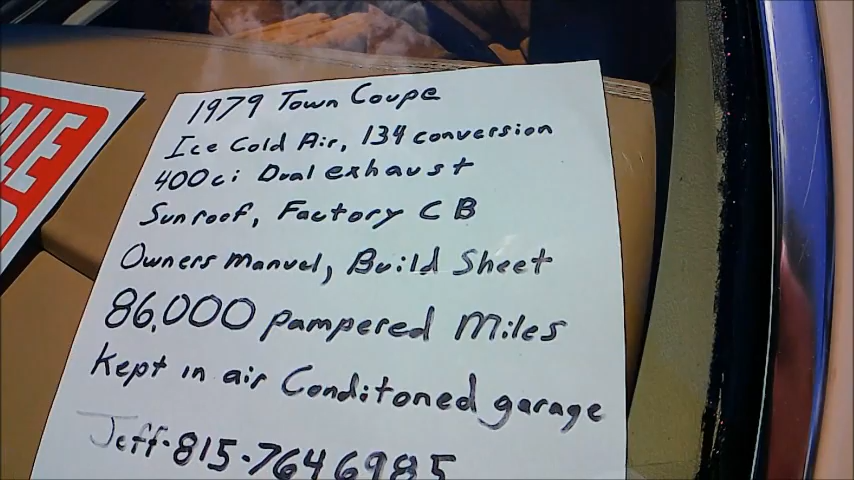 ALE
1979 Town Coupe
Ice Cold Air, 134 conversion
400ci Dual exhaust
Sunroof, Factory CB
Owners manuel, Build Sheet
86,000 pampered Miles
Kept in air Conditoned garage
Jeff-815-7646985